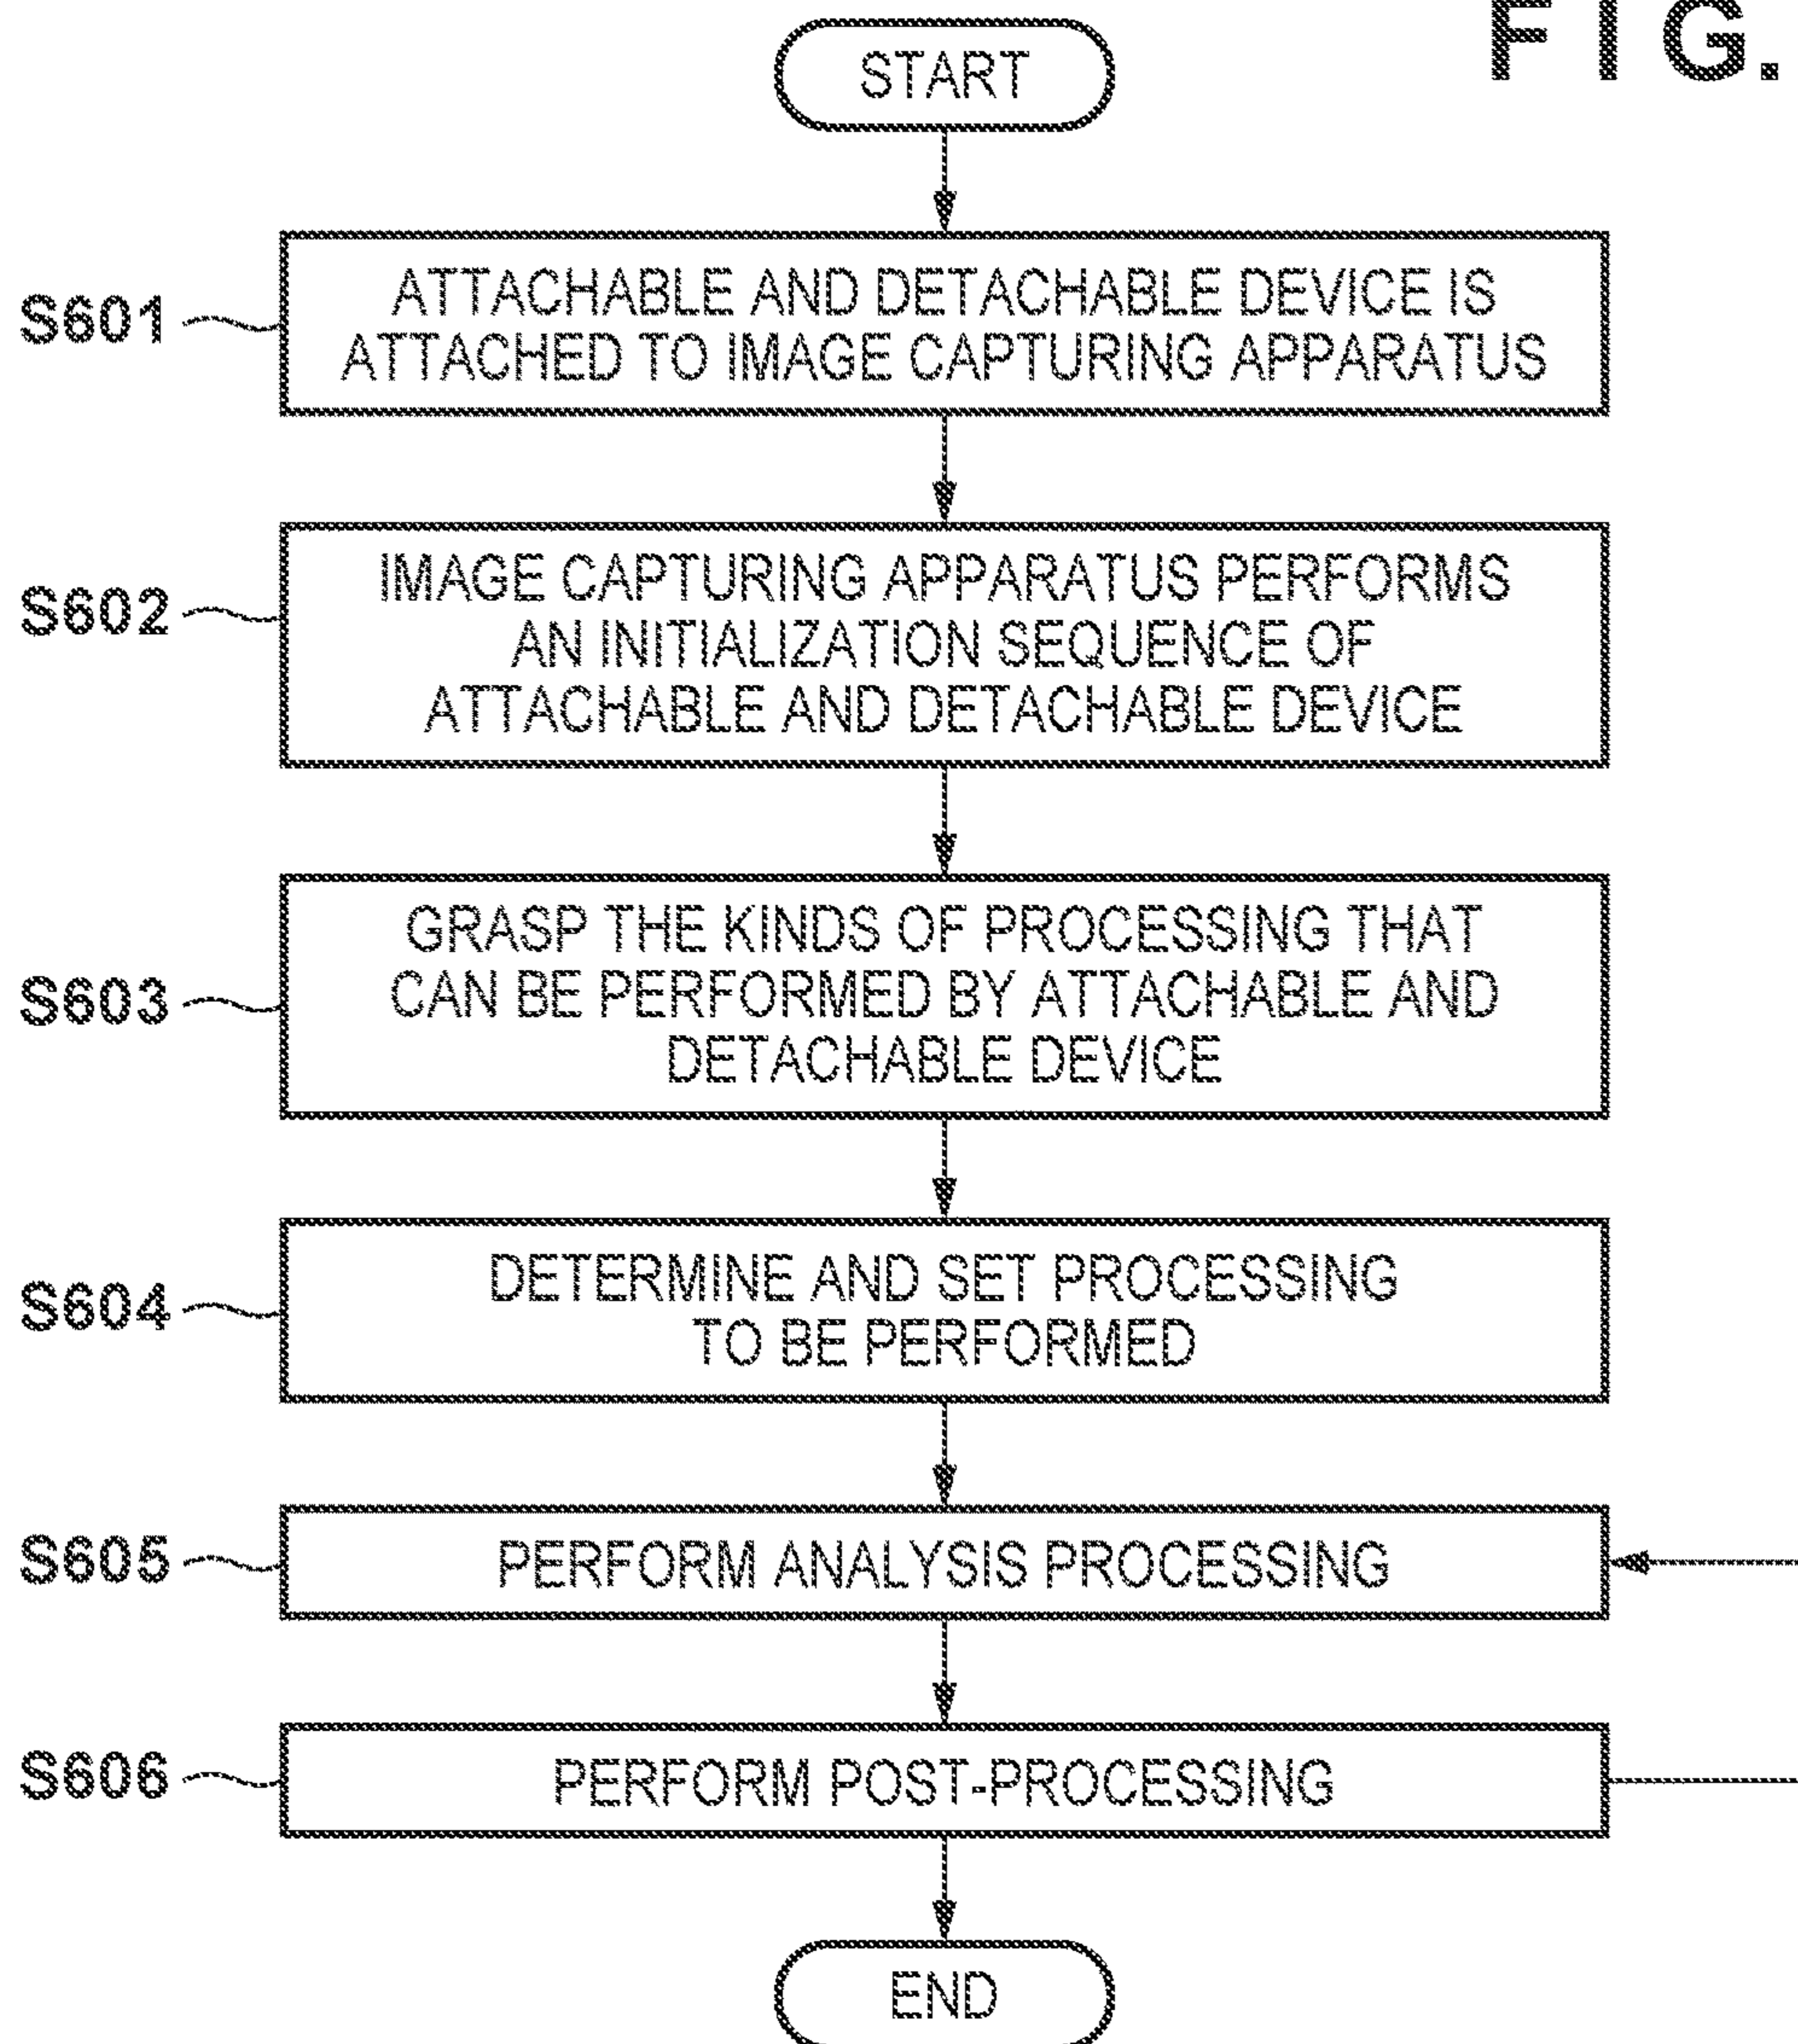 FIG.
START
S601
ATTACHABLE AND DETACHABLE DEVICE IS
ATTACHED TO IMAGE CAPTURING APPARATUS
S602
IMAGE CAPTURING APPARATUS PERFORMS
AN INITIALIZATION SEQUENCE OF
ATTACHABLE AND DETACHABLE DEVICE
S603
GRASP THE KINDS OF PROCESSING THAT
CAN BE PERFORMED BY ATTACHABLE AND
DETACHABLE DEVICE
S604
DETERMINE AND SET PROCESSING
TO BE PERFORMED
S605
PERFORM ANALYSIS PROCESSING
S606
PERFORM POST-PROCESSING
END